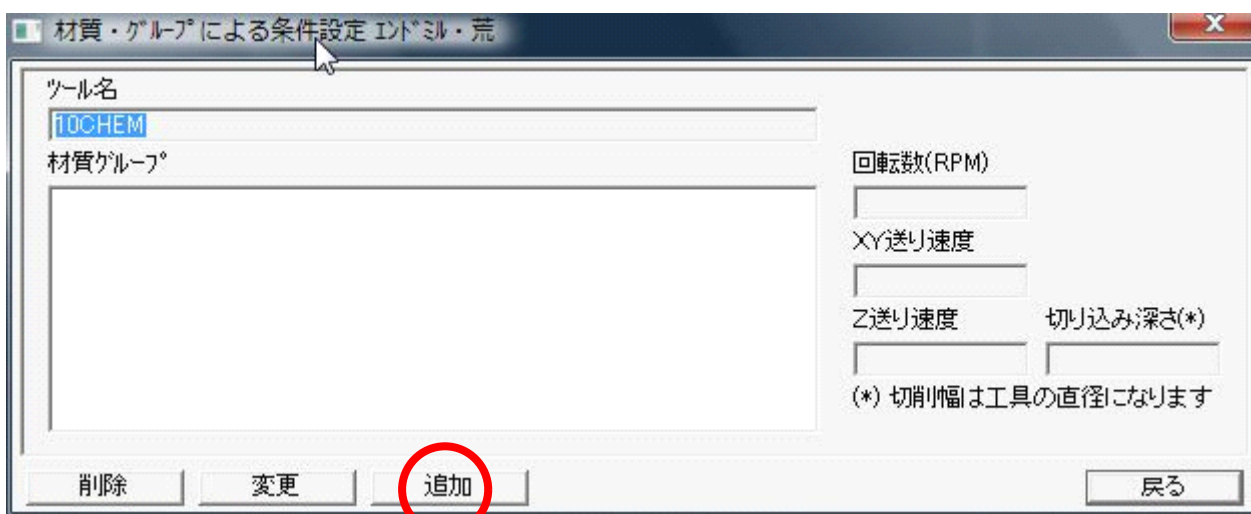 材質・ｸﾞﾙｰﾌﾟによる条件設定 ｴﾝﾄﾞﾐﾙ・荒
ツール名
10CHEM
材質ｸﾞﾙｰﾌﾟ
回転数(RPM)
XY送り速度
Z送り速度 切り込み深さ(*)
(*) 切削幅は工具の直径になります
削除 変更 追加 戻る